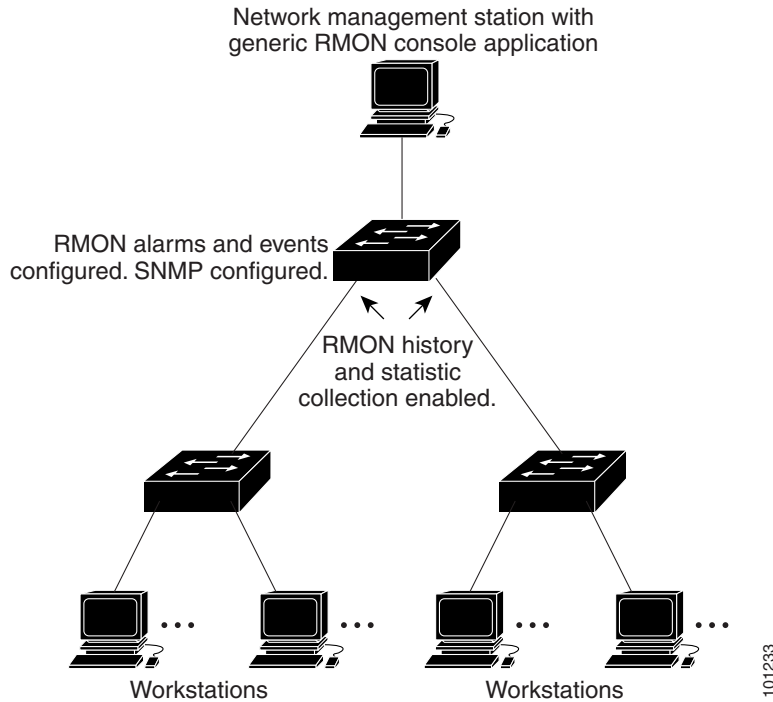 Network management station with
generic RMON console application
RMON alarms and events
configured. SNMP configured.
RMON history
and statistic
collection enabled.
Workstations
Workstations
101233